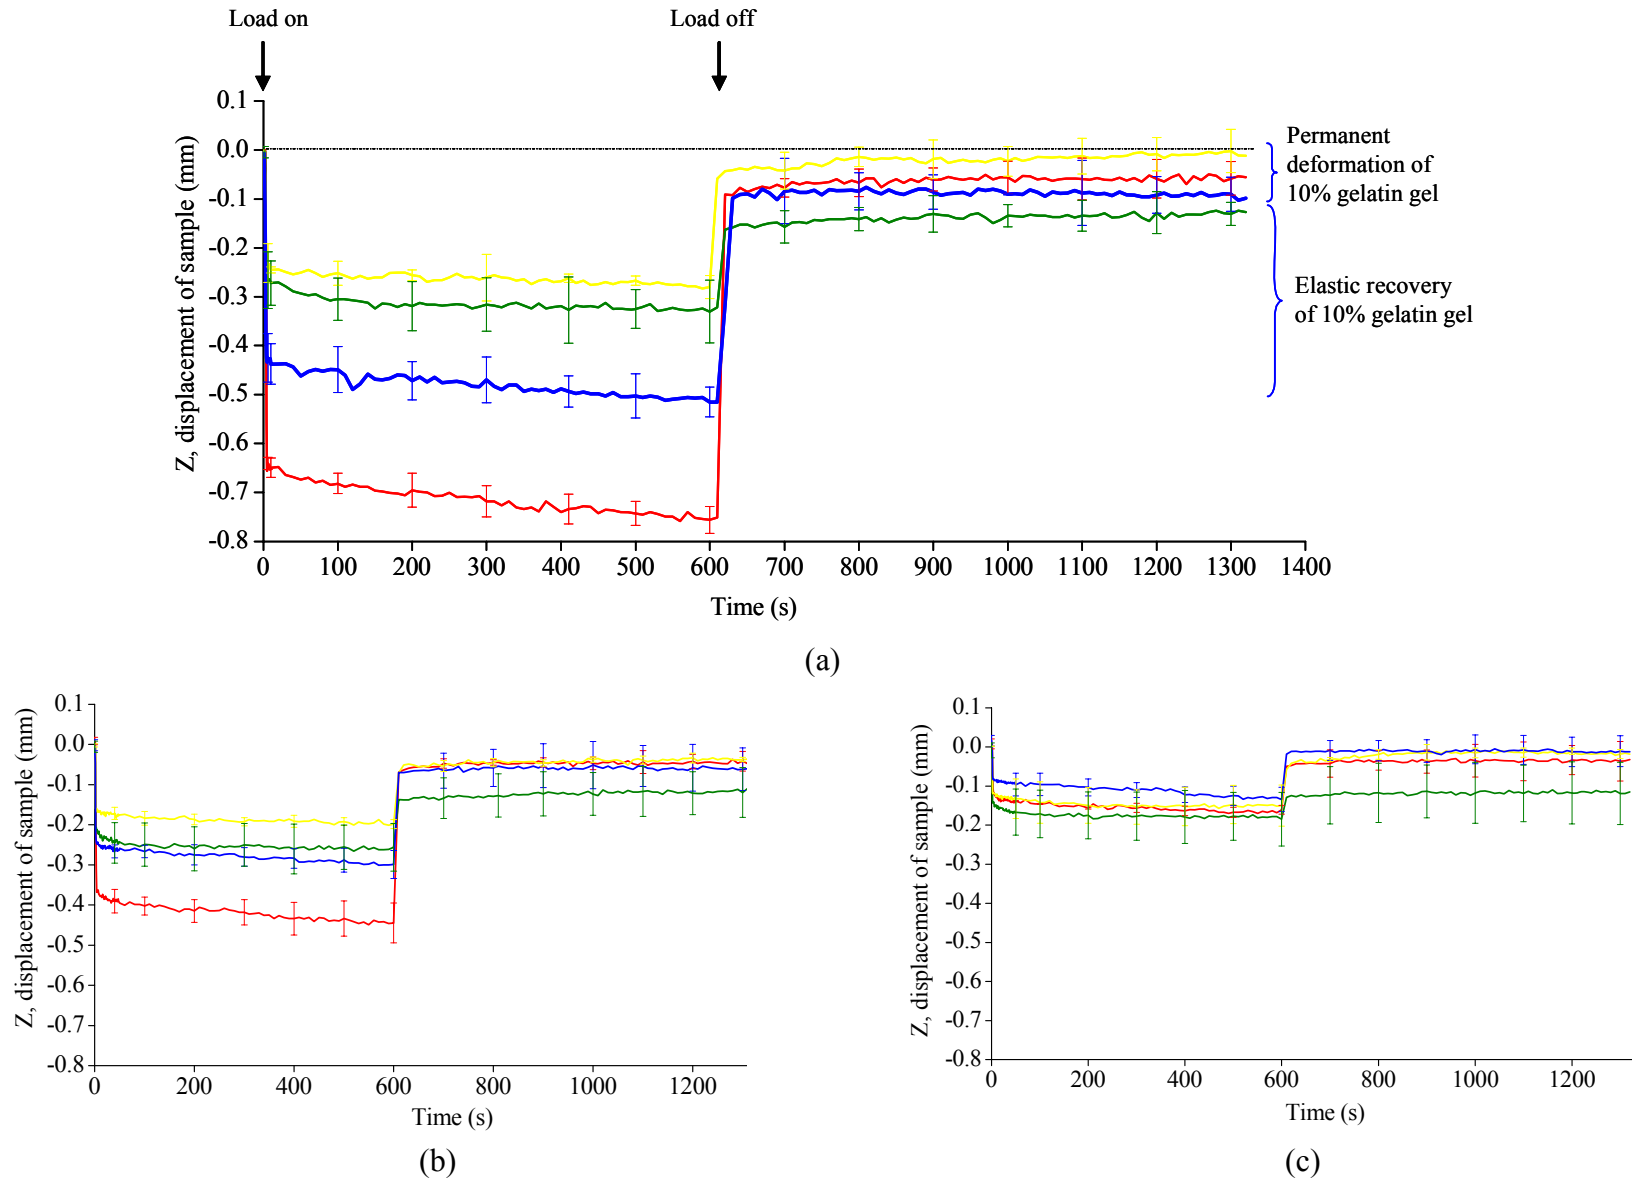 Load on
Load off
0.1
0.0
-0.1
-0.2
-0.3
-0.4
-0.5
-0.6
-0.7
-0.8
Z, displacement of sample (mm)
0 100 200 300 400 500 600 700 800 900 1000 1100 1200 1300 1400
Time (s)
Permanent
deformation of
10% gelatin gel
Elastic recovery
of 10% gelatin gel
(a)
0.1
0.0
-0.1
-0.2
-0.3
-0.4
-0.5
-0.6
-0.7
-0.8
Z, displacement of sample (mm)
0 200 400 600 800 1000 1200
Time (s)
(b)
0.1
0.0
-0.1
-0.2
-0.3
-0.4
-0.5
-0.6
-0.7
-0.8
Z, displacement of sample (mm)
0 200 400 600 800 1000 1200
Time (s)
(c)